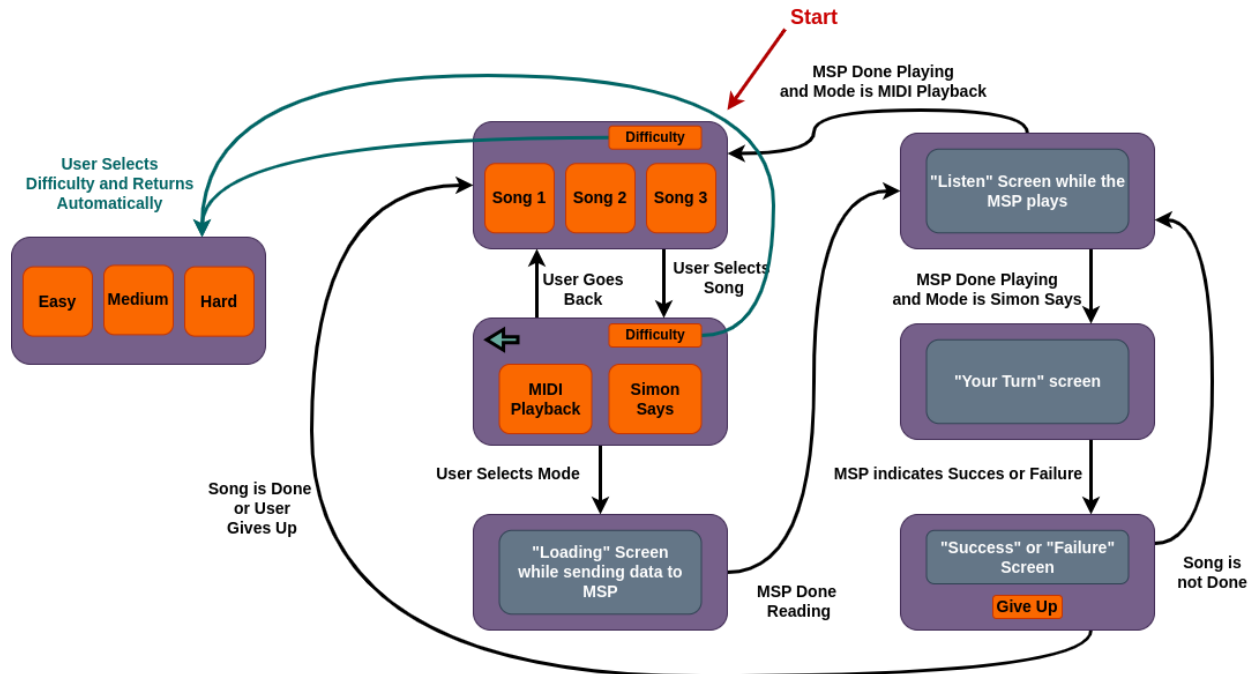 Start
MSP Done Playing
and Mode is MIDI Playback
Difficulty
Song 1
Song 2
Song 3
User Selects
Difficulty and Returns
Automatically
Easy
Medium
Hard
User Goes
Back
User Selects
Song
Difficulty
MIDI
Playback
Simon
Says
User Selects Mode
"Loading" Screen
while sending data to
MSP
MSP Done
Reading
"Listen" Screen while the
MSP plays
MSP Done Playing
and Mode is Simon Says
"Your Turn" screen
MSP indicates Succes or Failure
"Success" or "Failure"
Screen
Give Up
Song is
not Done
Song is Done
or User
Gives Up